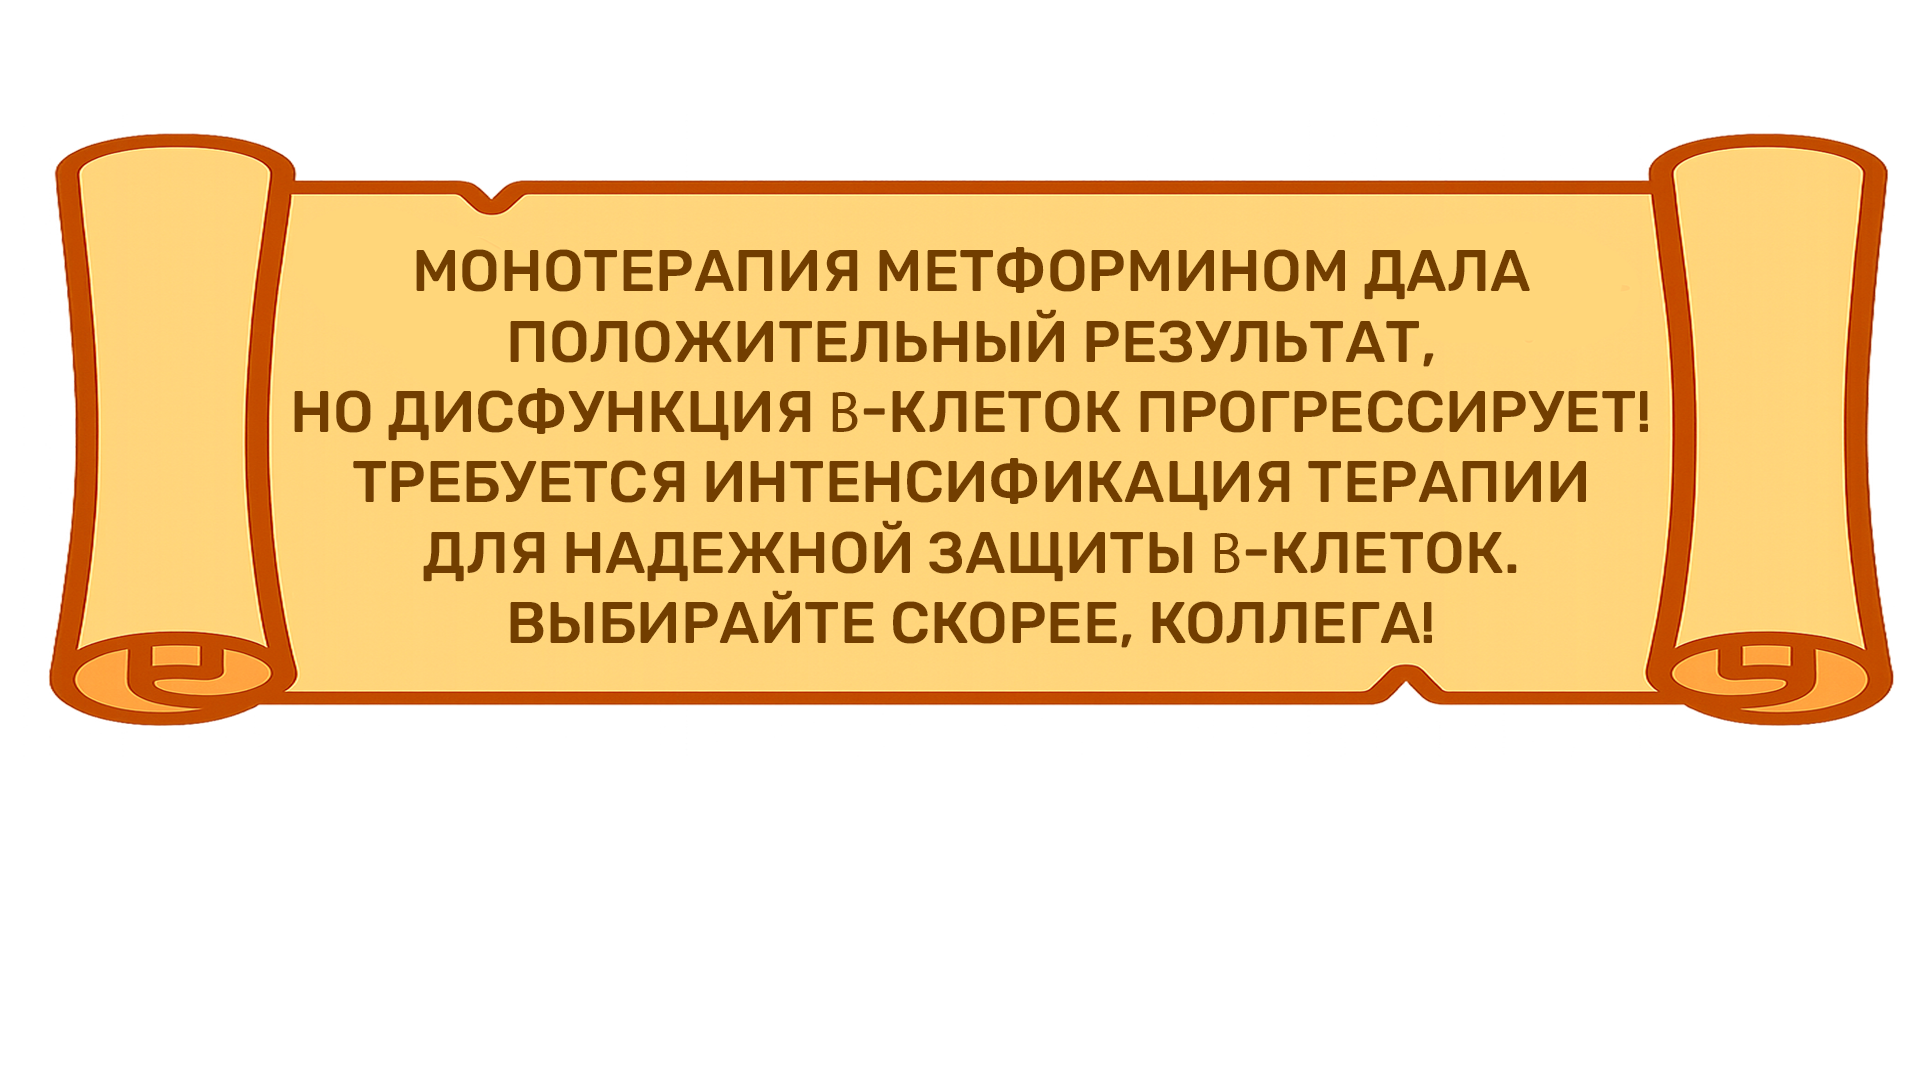 МОНОТЕРАПИЯ МЕТФОРМИНОМ ДАЛА
ПОЛОЖИТЕЛЬНЫЙ РЕЗУЛЬТАТ,
НО ДИСФУНКЦИЯ Β-КЛЕТОК ПРОГРЕССИРУЕТ!
ТРЕБУЕТСЯ ИНТЕНСИФИКАЦИЯ ТЕРАПИИ
ДЛЯ НАДЕЖНОЙ ЗАЩИТЫ Β-КЛЕТОК.
ВЫБИРАЙТЕ СКОРЕЕ, КОЛЛЕГА!